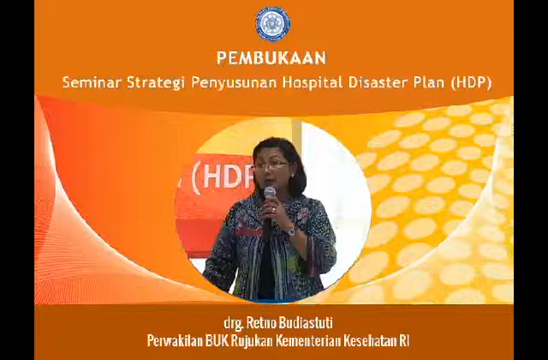 PEMBUKAAN
Seminar Strategi Penyusunan Hospital Disaster Plan (HDP)
(HDP
drg. Retno Budiastuti
Perwakilan BUK Rujukan Kementerian Kesehatan RI